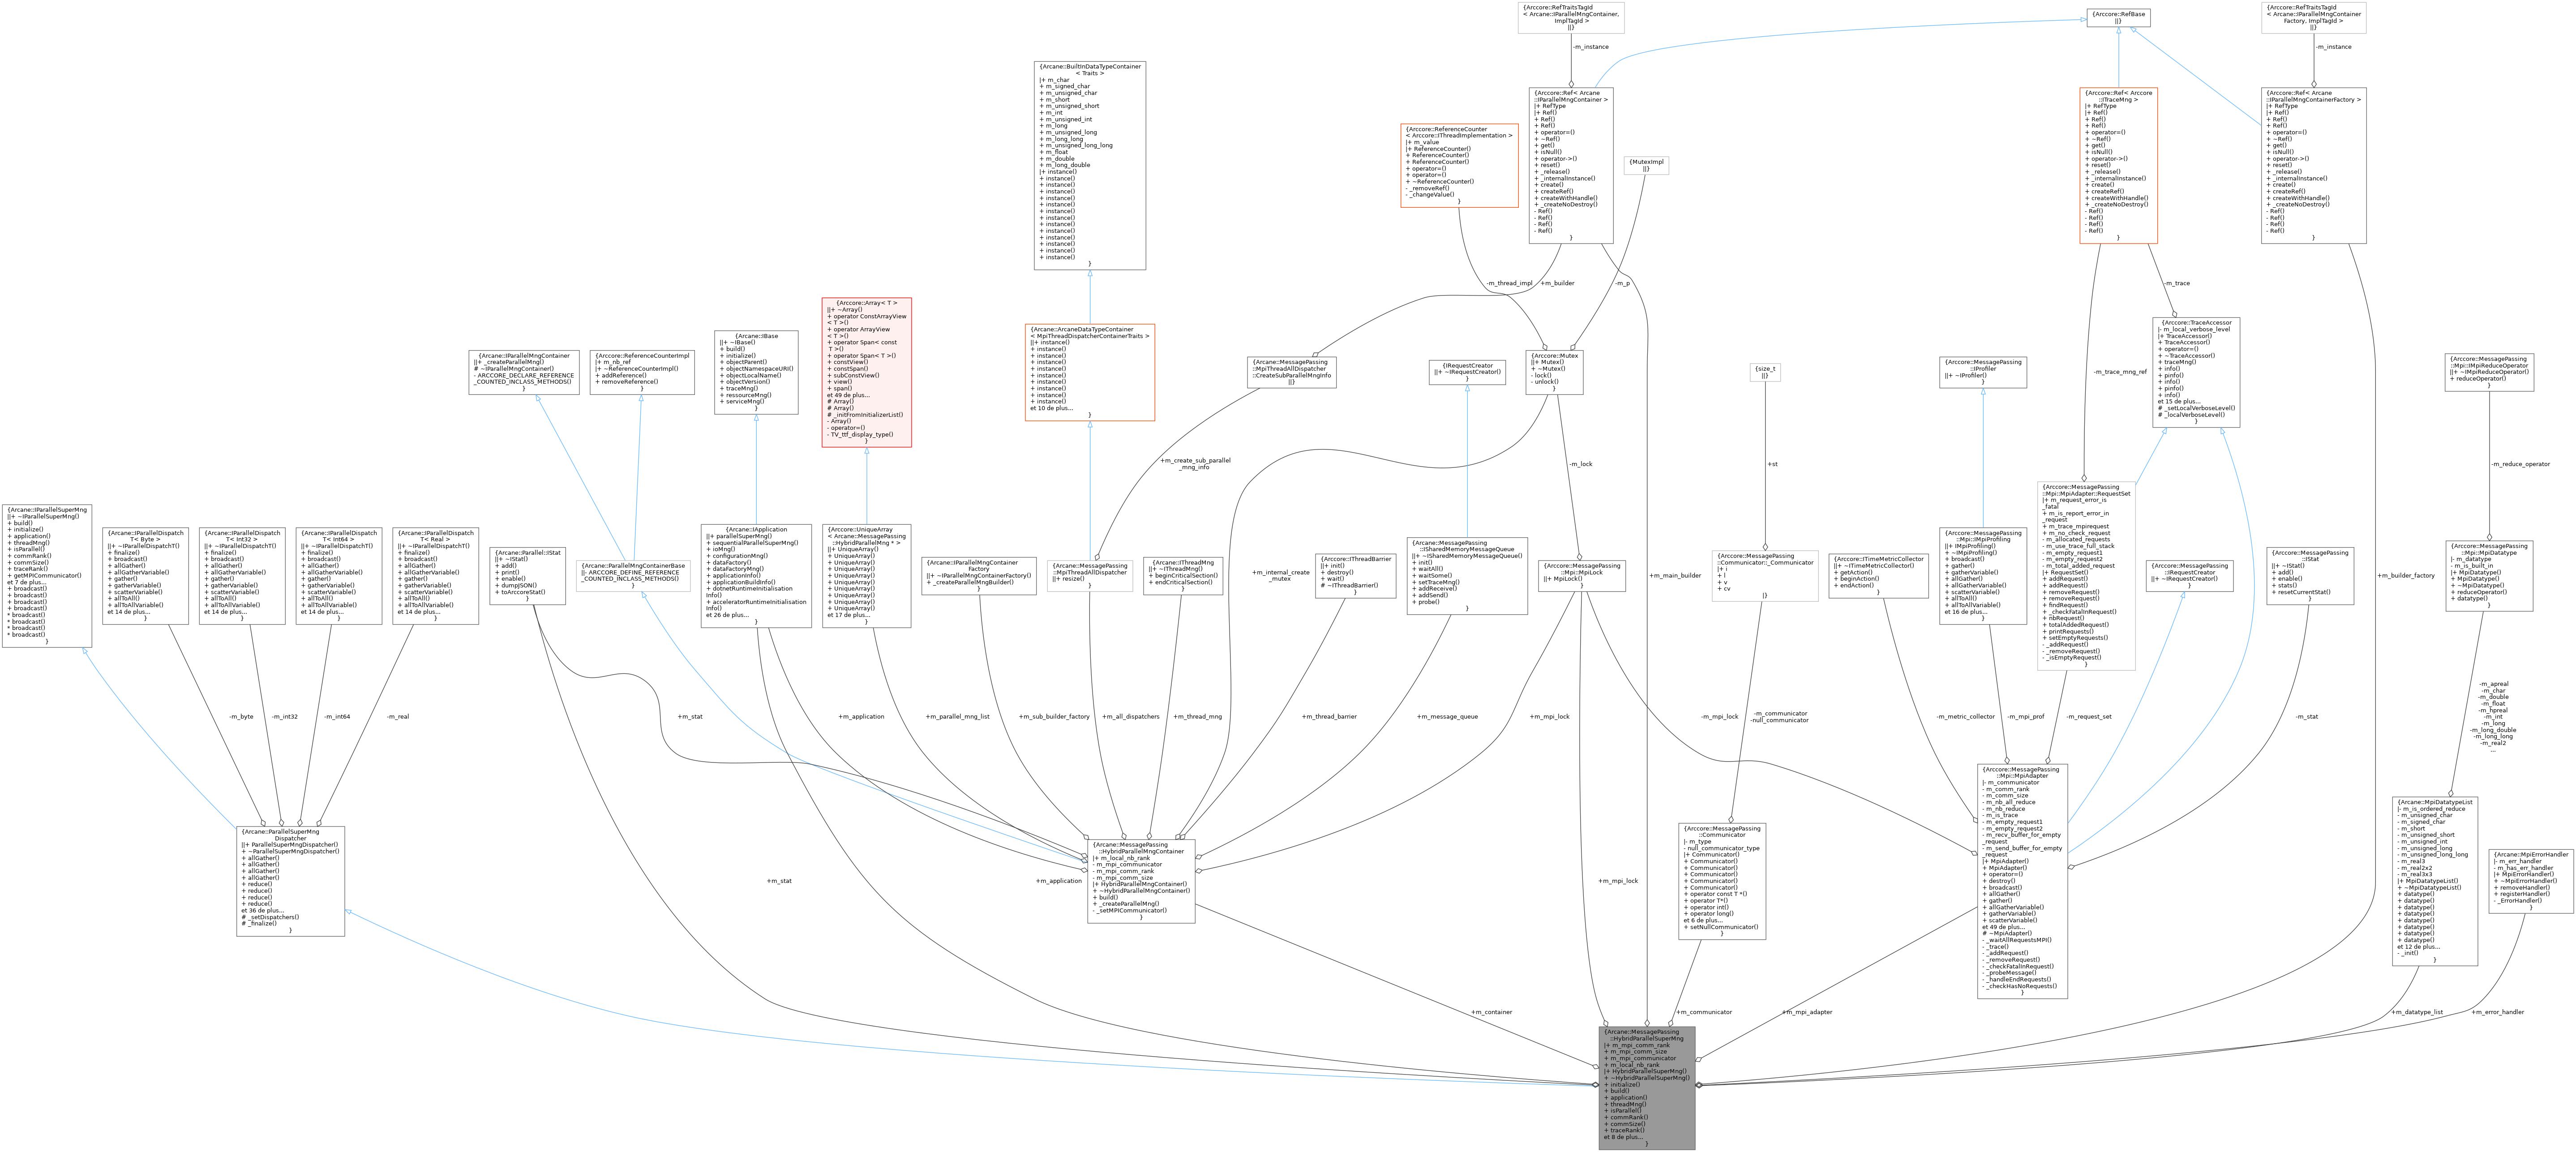 {Arccore::RefTraitsTagId
< Arcane::IParallelMngContainer,
ImplTagId >
||}
{Arccore::RefBase
||}
{Arccore::RefTraitsTagId
< Arcane::IParallelMngContainer
Factory, ImplTagId >
||}
-m_instance
-m_instance
{Arcane::BuiltInDataTypeContainer
< Traits >
|+ m_char
+ m_signed_char
+ m_unsigned_char
+ m_short
+ m_unsigned_short
+ m_int
+ m_unsigned_int
+ m_long
+ m_unsigned_long
+ m_long_long
+ m_unsigned_long_long
+ m_float
+ m_double
+ m_long_double
|+ instance()
+ instance()
+ instance()
+ instance()
+ instance()
+ instance()
+ instance()
+ instance()
+ instance()
+ instance()
+ instance()
+ instance()
+ instance()
+ instance()
}
{Arccore::ReferenceCounter
< Arccore::IThreadImplementation >
|+ m_value
|+ ReferenceCounter()
+ ReferenceCounter()
+ ReferenceCounter()
+ operator=()
+ operator=()
+ ~ReferenceCounter()
- _removeRef()
- _changeValue()
}
{Arccore::Ref< Arcane
::IParallelMngContainer >
|+ RefType
|+ Ref()
+ Ref()
+ Ref()
+ operator=()
+ ~Ref()
+ get()
+ isNull()
+ operator->()
+ reset()
+ _release()
+ _internalInstance()
+ create()
+ createRef()
+ createWithHandle()
+ _createNoDestroy()
- Ref()
- Ref()
- Ref()
- Ref()
}
{MutexImpl
||}
{Arccore::Ref< Arccore
::ITraceMng >
|+ RefType
|+ Ref()
+ Ref()
+ Ref()
+ operator=()
+ ~Ref()
+ get()
+ isNull()
+ operator->()
+ reset()
+ _release()
+ _internalInstance()
+ create()
+ createRef()
+ createWithHandle()
+ _createNoDestroy()
- Ref()
- Ref()
- Ref()
- Ref()
}
{Arccore::Ref< Arcane
::IParallelMngContainerFactory >
|+ RefType
|+ Ref()
+ Ref()
+ Ref()
+ operator=()
+ ~Ref()
+ get()
+ isNull()
+ operator->()
+ reset()
+ _release()
+ _internalInstance()
+ create()
+ createRef()
+ createWithHandle()
+ _createNoDestroy()
- Ref()
- Ref()
- Ref()
- Ref()
}
-m_thread_impl
+m_builder
-m_p
-m_trace
{Arcane::IParallelMngContainer
||+ _createParallelMng()
# ~IParallelMngContainer()
- ARCCORE_DECLARE_REFERENCE
_COUNTED_INCLASS_METHODS()
}
{Arccore::ReferenceCounterImpl
|+ m_nb_ref
|+ ~ReferenceCounterImpl()
+ addReference()
+ removeReference()
}
{Arcane::IBase
||+ ~IBase()
+ build()
+ initialize()
+ objectParent()
+ objectNamespaceURI()
+ objectLocalName()
+ objectVersion()
+ traceMng()
+ ressourceMng()
+ serviceMng()
}
{Arccore::Array< T >
||+ ~Array()
+ operator ConstArrayView
< T >()
+ operator ArrayView
< T >()
+ operator Span< const
T >()
+ operator Span< T >()
+ constView()
+ constSpan()
+ subConstView()
+ view()
+ span()
et 49 de plus...
# Array()
# Array()
# _initFromInitializerList()
- Array()
- operator=()
- TV_ttf_display_type()
}
{Arcane::ArcaneDataTypeContainer
< MpiThreadDispatcherContainerTraits >
||+ instance()
+ instance()
+ instance()
+ instance()
+ instance()
+ instance()
+ instance()
+ instance()
+ instance()
+ instance()
et 10 de plus...
}
{Arcane::MessagePassing
::MpiThreadAllDispatcher
::CreateSubParallelMngInfo
||}
{IRequestCreator
||+ ~IRequestCreator()
}
{Arccore::Mutex
||+ Mutex()
+ ~Mutex()
- lock()
- unlock()
}
{size_t
||}
{Arccore::MessagePassing
::IProfiler
||+ ~IProfiler()
}
-m_trace_mng_ref
{Arccore::TraceAccessor
|- m_local_verbose_level
|+ TraceAccessor()
+ TraceAccessor()
+ operator=()
+ ~TraceAccessor()
+ traceMng()
+ info()
+ pinfo()
+ info()
+ pinfo()
+ info()
et 15 de plus...
# _setLocalVerboseLevel()
# _localVerboseLevel()
}
{Arccore::MessagePassing
::Mpi::IMpiReduceOperator
||+ ~IMpiReduceOperator()
+ reduceOperator()
}
+m_create_sub_parallel
_mng_info
-m_lock
+st
-m_reduce_operator
{Arcane::IParallelSuperMng
||+ ~IParallelSuperMng()
+ build()
+ initialize()
+ application()
+ threadMng()
+ isParallel()
+ commRank()
+ commSize()
+ traceRank()
+ getMPICommunicator()
et 7 de plus...
* broadcast()
* broadcast()
* broadcast()
* broadcast()
* broadcast()
* broadcast()
* broadcast()
* broadcast()
}
{Arcane::IParallelDispatch
T< Byte >
||+ ~IParallelDispatchT()
+ finalize()
+ broadcast()
+ allGather()
+ allGatherVariable()
+ gather()
+ gatherVariable()
+ scatterVariable()
+ allToAll()
+ allToAllVariable()
et 14 de plus...
}
{Arcane::IParallelDispatch
T< Int32 >
||+ ~IParallelDispatchT()
+ finalize()
+ broadcast()
+ allGather()
+ allGatherVariable()
+ gather()
+ gatherVariable()
+ scatterVariable()
+ allToAll()
+ allToAllVariable()
et 14 de plus...
}
{Arcane::IParallelDispatch
T< Int64 >
||+ ~IParallelDispatchT()
+ finalize()
+ broadcast()
+ allGather()
+ allGatherVariable()
+ gather()
+ gatherVariable()
+ scatterVariable()
+ allToAll()
+ allToAllVariable()
et 14 de plus...
}
{Arcane::IParallelDispatch
T< Real >
||+ ~IParallelDispatchT()
+ finalize()
+ broadcast()
+ allGather()
+ allGatherVariable()
+ gather()
+ gatherVariable()
+ scatterVariable()
+ allToAll()
+ allToAllVariable()
et 14 de plus...
}
{Arcane::Parallel::IStat
||+ ~IStat()
+ add()
+ print()
+ enable()
+ dumpJSON()
+ toArccoreStat()
}
{Arcane::ParallelMngContainerBase
||- ARCCORE_DEFINE_REFERENCE
_COUNTED_INCLASS_METHODS()
}
{Arcane::IApplication
||+ parallelSuperMng()
+ sequentialParallelSuperMng()
+ ioMng()
+ configurationMng()
+ dataFactory()
+ dataFactoryMng()
+ applicationInfo()
+ applicationBuildInfo()
+ dotnetRuntimeInitialisation
Info()
+ acceleratorRuntimeInitialisation
Info()
et 26 de plus...
}
{Arccore::UniqueArray
< Arcane::MessagePassing
::HybridParallelMng * >
||+ UniqueArray()
+ UniqueArray()
+ UniqueArray()
+ UniqueArray()
+ UniqueArray()
+ UniqueArray()
+ UniqueArray()
+ UniqueArray()
+ UniqueArray()
+ UniqueArray()
et 17 de plus...
}
{Arcane::IParallelMngContainer
Factory
||+ ~IParallelMngContainerFactory()
+ _createParallelMngBuilder()
}
{Arcane::MessagePassing
::MpiThreadAllDispatcher
||+ resize()
}
{Arcane::IThreadMng
||+ ~IThreadMng()
+ beginCriticalSection()
+ endCriticalSection()
}
+m_internal_create
_mutex
{Arccore::IThreadBarrier
||+ init()
+ destroy()
+ wait()
# ~IThreadBarrier()
}
{Arcane::MessagePassing
::ISharedMemoryMessageQueue
||+ ~ISharedMemoryMessageQueue()
+ init()
+ waitAll()
+ waitSome()
+ setTraceMng()
+ addReceive()
+ addSend()
+ probe()
}
{Arccore::MessagePassing
::Mpi::MpiLock
||+ MpiLock()
}
+m_main_builder
{Arccore::MessagePassing
::Communicator::_Communicator
|+ i
+ l
+ v
+ cv
|}
{Arccore::ITimeMetricCollector
||+ ~ITimeMetricCollector()
+ getAction()
+ beginAction()
+ endAction()
}
{Arccore::MessagePassing
::Mpi::IMpiProfiling
||+ IMpiProfiling()
+ ~IMpiProfiling()
+ broadcast()
+ gather()
+ gatherVariable()
+ allGather()
+ allGatherVariable()
+ scatterVariable()
+ allToAll()
+ allToAllVariable()
et 16 de plus...
}
{Arccore::MessagePassing
::Mpi::MpiAdapter::RequestSet
|+ m_request_error_is
_fatal
+ m_is_report_error_in
_request
+ m_trace_mpirequest
+ m_no_check_request
- m_allocated_requests
- m_use_trace_full_stack
- m_empty_request1
- m_empty_request2
- m_total_added_request
|+ RequestSet()
+ addRequest()
+ addRequest()
+ removeRequest()
+ removeRequest()
+ findRequest()
+ _checkFatalInRequest()
+ nbRequest()
+ totalAddedRequest()
+ printRequests()
+ setEmptyRequests()
- _addRequest()
- _removeRequest()
- _isEmptyRequest()
}
{Arccore::MessagePassing
::IRequestCreator
||+ ~IRequestCreator()
}
{Arccore::MessagePassing
::IStat
||+ ~IStat()
+ add()
+ enable()
+ stats()
+ resetCurrentStat()
}
+m_builder_factory
{Arccore::MessagePassing
::Mpi::MpiDatatype
|- m_datatype
- m_is_built_in
|+ MpiDatatype()
+ MpiDatatype()
+ ~MpiDatatype()
+ reduceOperator()
+ datatype()
}
-m_byte
-m_int32
-m_int64
-m_real
+m_stat
+m_application
+m_parallel_mng_list
+m_sub_builder_factory
+m_all_dispatchers
+m_thread_mng
+m_thread_barrier
+m_message_queue
+m_mpi_lock
-m_mpi_lock
-m_communicator
-null_communicator
-m_metric_collector
-m_mpi_prof
-m_request_set
-m_stat
-m_apreal
-m_char
-m_double
-m_float
-m_hpreal
-m_int
-m_long
-m_long_double
-m_long_long
-m_real2
...
{Arcane::ParallelSuperMng
Dispatcher
||+ ParallelSuperMngDispatcher()
+ ~ParallelSuperMngDispatcher()
+ allGather()
+ allGather()
+ allGather()
+ allGather()
+ reduce()
+ reduce()
+ reduce()
+ reduce()
et 36 de plus...
# _setDispatchers()
# _finalize()
}
+m_stat
+m_application
{Arcane::MessagePassing
::HybridParallelMngContainer
|+ m_local_nb_rank
- m_mpi_communicator
- m_mpi_comm_rank
- m_mpi_comm_size
|+ HybridParallelMngContainer()
+ ~HybridParallelMngContainer()
+ build()
+ _createParallelMng()
- _setMPICommunicator()
}
+m_mpi_lock
{Arccore::MessagePassing
::Communicator
|- m_type
- null_communicator_type
|+ Communicator()
+ Communicator()
+ Communicator()
+ Communicator()
+ Communicator()
+ Communicator()
+ operator const T *()
+ operator T*()
+ operator int()
+ operator long()
et 6 de plus...
+ setNullCommunicator()
}
{Arccore::MessagePassing
::Mpi::MpiAdapter
|- m_communicator
- m_comm_rank
- m_comm_size
- m_nb_all_reduce
- m_nb_reduce
- m_is_trace
- m_empty_request1
- m_empty_request2
- m_recv_buffer_for_empty
_request
- m_send_buffer_for_empty
_request
|+ MpiAdapter()
+ MpiAdapter()
+ operator=()
+ destroy()
+ broadcast()
+ allGather()
+ gather()
+ allGatherVariable()
+ gatherVariable()
+ scatterVariable()
et 49 de plus...
# ~MpiAdapter()
- _waitAllRequestsMPI()
- _trace()
- _addRequest()
- _removeRequest()
- _checkFatalInRequest()
- _probeMessage()
- _handleEndRequests()
- _checkHasNoRequests()
}
{Arcane::MpiDatatypeList
|- m_is_ordered_reduce
- m_unsigned_char
- m_signed_char
- m_short
- m_unsigned_short
- m_unsigned_int
- m_unsigned_long
- m_unsigned_long_long
- m_real3
- m_real2x2
- m_real3x3
|+ MpiDatatypeList()
+ ~MpiDatatypeList()
+ datatype()
+ datatype()
+ datatype()
+ datatype()
+ datatype()
+ datatype()
+ datatype()
+ datatype()
et 12 de plus...
- _init()
}
{Arcane::MpiErrorHandler
|- m_err_handler
- m_has_err_handler
|+ MpiErrorHandler()
+ ~MpiErrorHandler()
+ removeHandler()
+ registerHandler()
- _ErrorHandler()
}
+m_container
+m_communicator
+m_mpi_adapter
+m_datatype_list
+m_error_handler
{Arcane::MessagePassing
::HybridParallelSuperMng
|+ m_mpi_comm_rank
+ m_mpi_comm_size
+ m_mpi_communicator
+ m_local_nb_rank
|+ HybridParallelSuperMng()
+ ~HybridParallelSuperMng()
+ initialize()
+ build()
+ application()
+ threadMng()
+ isParallel()
+ commRank()
+ commSize()
+ traceRank()
et 8 de plus...
}